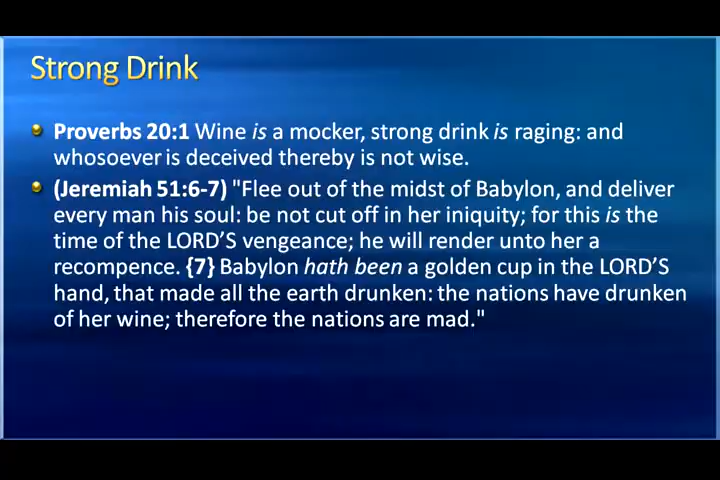 Strong Drink
Proverbs 20:1 Wine is a mocker, strong drink is raging: and
whosoever is deceived thereby is not wise.
(Jeremiah 51:6-7) "Flee out of the midst of Babylon, and deliver
every man his soul: be not cut off in her iniquity; for this is the
time of the LORD'S vengeance; he will render unto her a
recompence. {7} Babylon hath been a golden cup in the LORD'S
hand, that made all the earth drunken: the nations have drunken
of her wine; therefore the nations are mad."